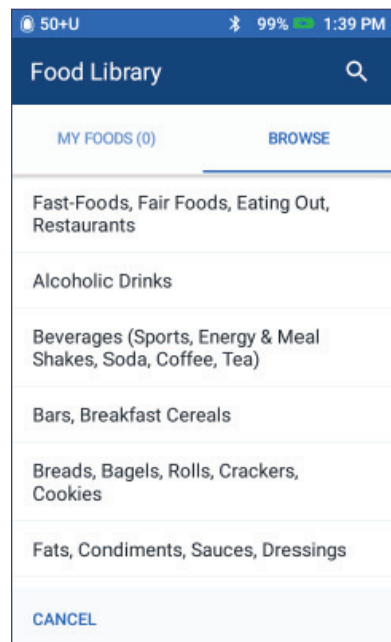 50+U 99% 1:39 PM
Food Library
MY FOODS (0) BROWSE
Fast-Foods, Fair Foods, Eating Out,
Restaurants
Alcoholic Drinks
Beverages (Sports, Energy & Meal
Shakes, Soda, Coffee, Tea)
Bars, Breakfast Cereals
Breads, Bagels, Rolls, Crackers,
Cookies
Fats, Condiments, Sauces, Dressings
CANCEL